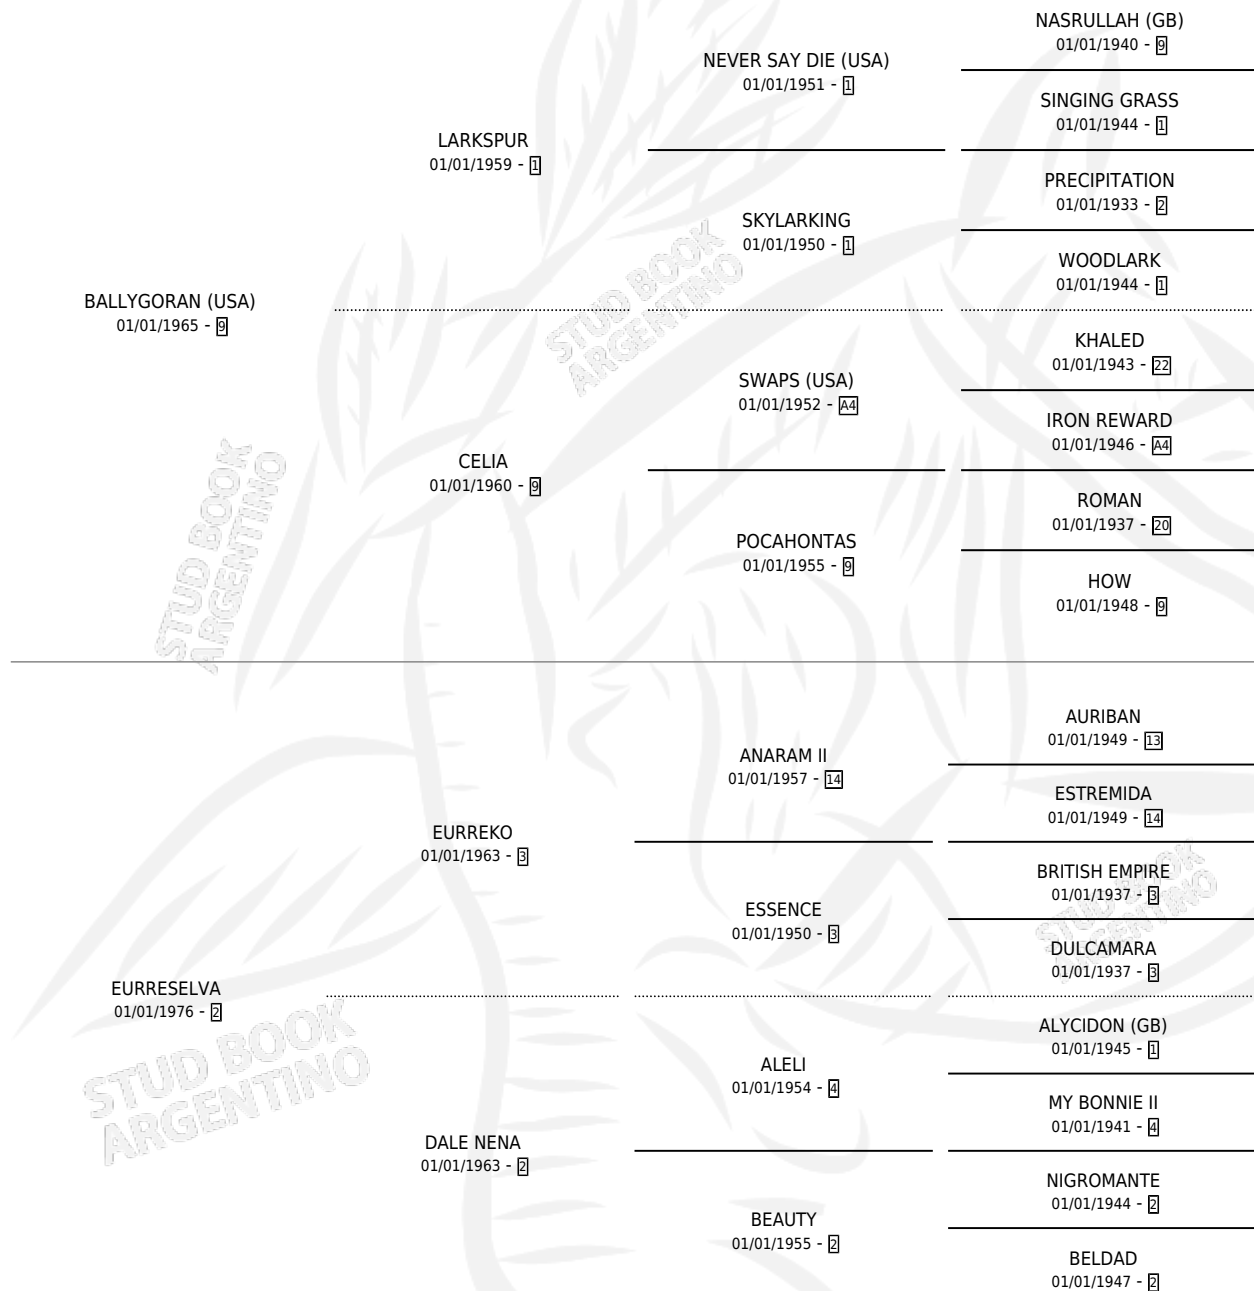 NASRULLAH (GB)
01/01/1940 - 9
NEVER SAY DIE (USA)
01/01/1951 - 1
SINGING GRASS
01/01/1944 - 1
LARKSPUR
01/01/1959 - 1
PRECIPITATION
01/01/1933 - 2
SKYLARKING
01/01/1950 - 1
WOODLARK
01/01/1944 - 1
BALLYGORAN (USA)
01/01/1965 - 9
KHALED
01/01/1943 - 22
SWAPS (USA)
01/01/1952 - A4
IRON REWARD
01/01/1946 - A4
CELIA
01/01/1960 - 9
ROMAN
01/01/1937 - 20
POCAHONTAS
01/01/1955 - 9
HOW
01/01/1948 - 9
STUD BOOK
ARGENTINO
STUD BOOK
ARGENTINO
AURIBAN
01/01/1949 - 13
ANARAM II
01/01/1957 - 14
ESTREMIDA
01/01/1949 - 14
EURREKO
01/01/1963 - 3
BRITISH EMPIRE
01/01/1937 - 3
ESSENCE
01/01/1950 - 3
DULCAMARA
01/01/1937 - 3
STUD BOOK
ARGENTINO
EURRESELVA
01/01/1976 - 2
ALYCIDON (GB)
01/01/1945 - 1
ALELI
01/01/1954 - 4
MY BONNIE II
01/01/1941 - 4
DALE NENA
01/01/1963 - 2
NIGROMANTE
01/01/1944 - 2
BEAUTY
01/01/1955 - 2
BELDAD
01/01/1947 - 2
STUD BOOK
ARGENTINO